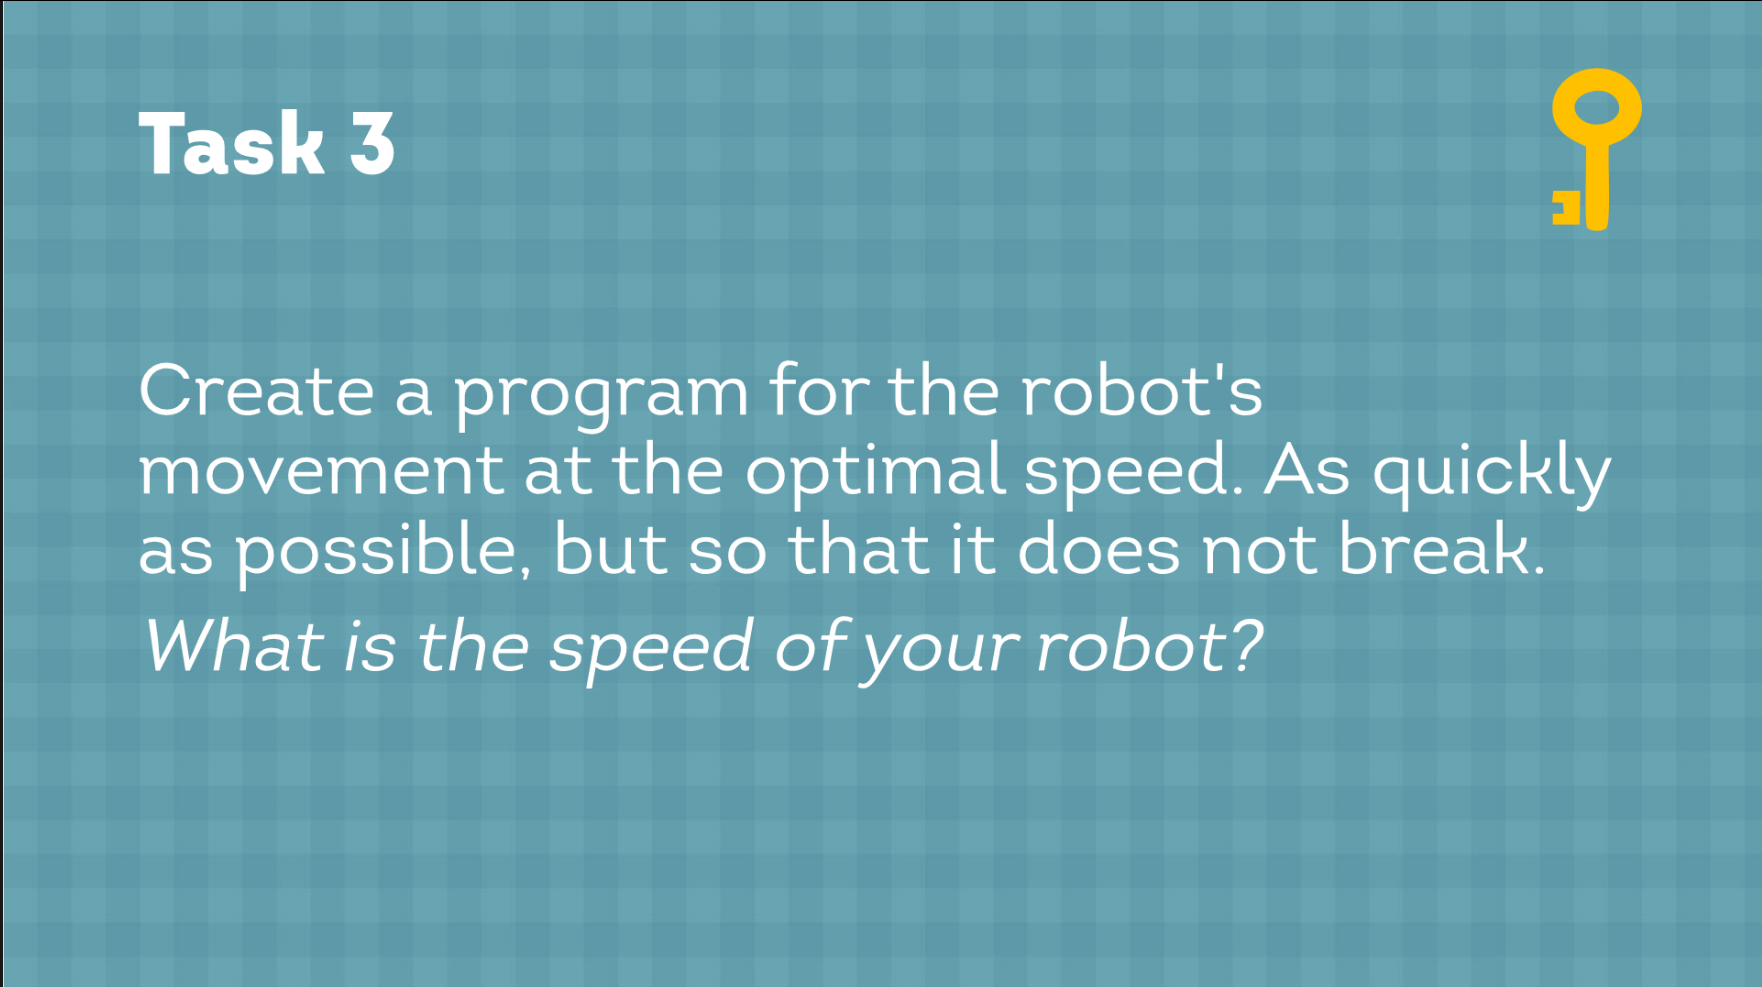 Task 3
Create a program for the robot's
movement at the optimal speed. As quickly
as possible, but so that it does not break.
What is the speed of your robot?